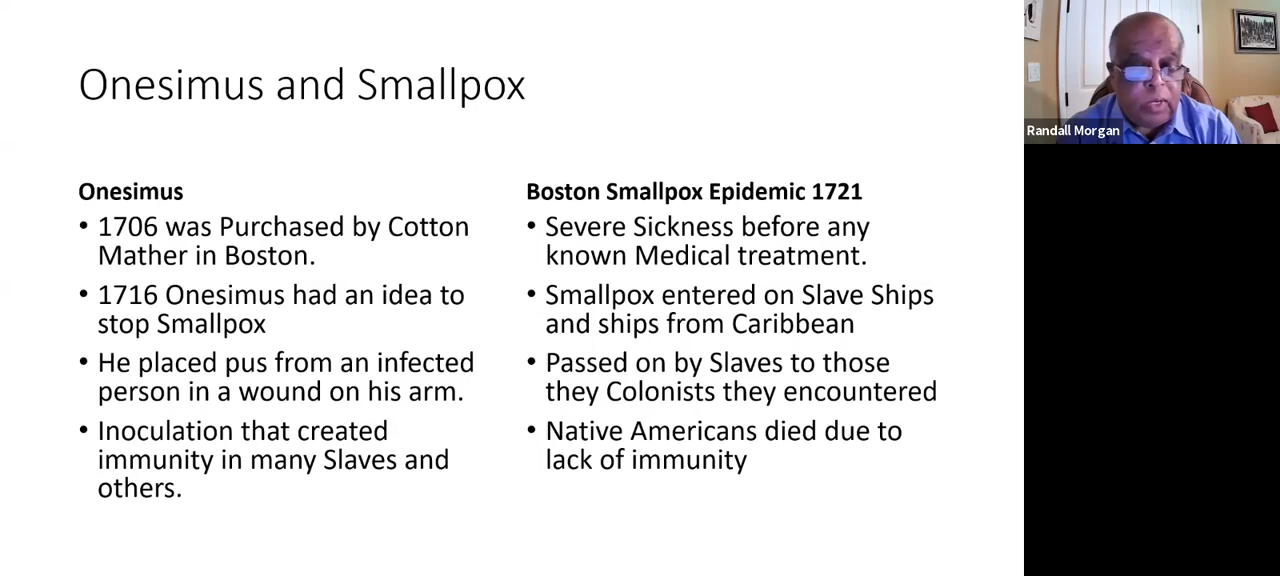 Onesimus and Smallpox
Onesimus
• 1706 was Purchased by Cotton
Mather in Boston.
• 1716 Onesimus had an idea to
stop Smallpox
• He placed pus from an infected
person in a wound on his arm.
• Inoculation that created
immunity in many Slaves and
others.
Boston Smallpox Epidemic 1721
• Severe Sickness before any
known Medical treatment.
• Smallpox entered on Slave Ships
and ships from Caribbean
• Passed on by Slaves to those
they Colonists they encountered
• Native Americans died due to
lack of immunity
Randall Morgan